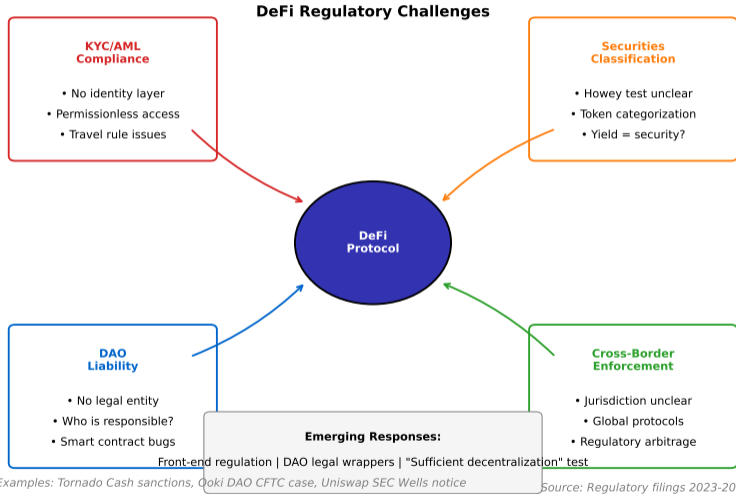 DeFi Regulatory Challenges
KYC/AML
Compliance
• No identity layer
• Permissionless access
• Travel rule issues
Securities
Classification
• Howey test unclear
• Token categorization
• Yield = security?
DeFi
Protocol
DAO
Liability
• No legal entity
• Who is responsible?
• Smart contract bugs
Cross-Border
Enforcement
• Jurisdiction unclear
• Global protocols
• Regulatory arbitrage
Emerging Responses:
Front-end regulation | DAO legal wrappers | "Sufficient decentralization" test
Examples: Tornado Cash sanctions, Ooki DAO CFTC case, Uniswap SEC Wells notice
Source: Regulatory filings 2023-20